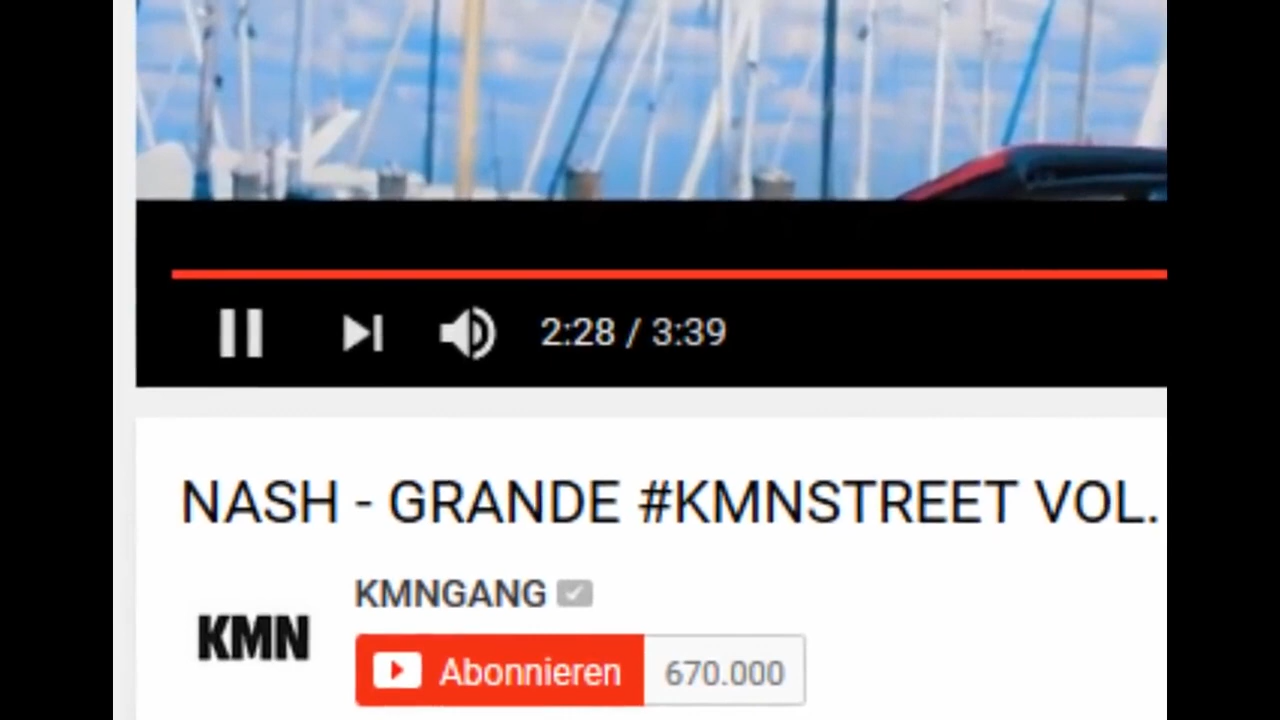 2:28 / 3:39
NASH - GRANDE #KMNSTREET VOL.
KMNGANG
KMN
Abonnieren 670.000